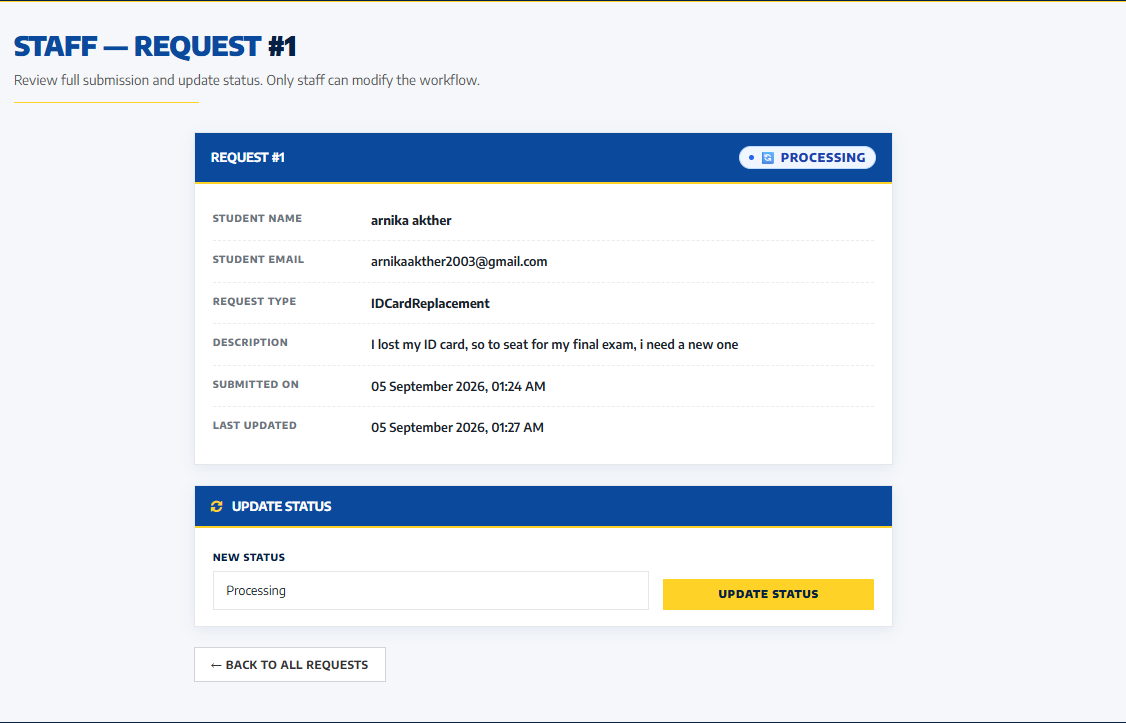 STAFF — REQUEST #1
Review full submission and update status. Only staff can modify the workflow.
REQUEST #1
PROCESSING
STUDENT NAME arnika akther
STUDENT EMAIL arnikaakther2003@gmail.com
REQUEST TYPE IDCardReplacement
DESCRIPTION I lost my ID card, so to seat for my final exam, i need a new one
SUBMITTED ON 05 September 2026, 01:24 AM
LAST UPDATED 05 September 2026, 01:27 AM
UPDATE STATUS
NEW STATUS
Processing
UPDATE STATUS
← BACK TO ALL REQUESTS